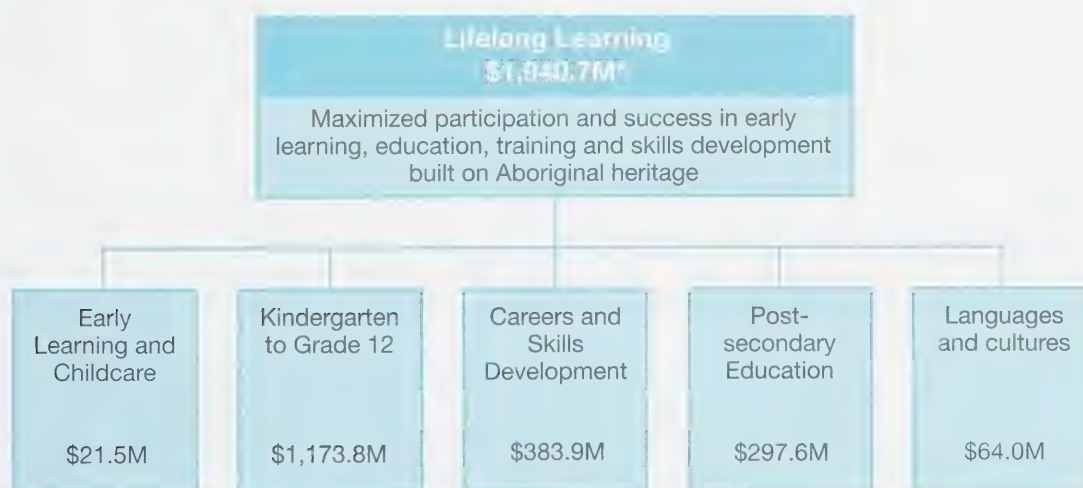 Lifelong Learning
$1,940.7M*
Maximized participation and success in early
learning, education, training and skills development
built on Aboriginal heritage
Early
Learning and
Childcare
$21.5M
Kindergarten
to Grade 12
$1,173.8M
Careers and
Skills
Development
$383.9M
Post-
secondary
Education
$297.6M
Languages
and cultures
$64.0M